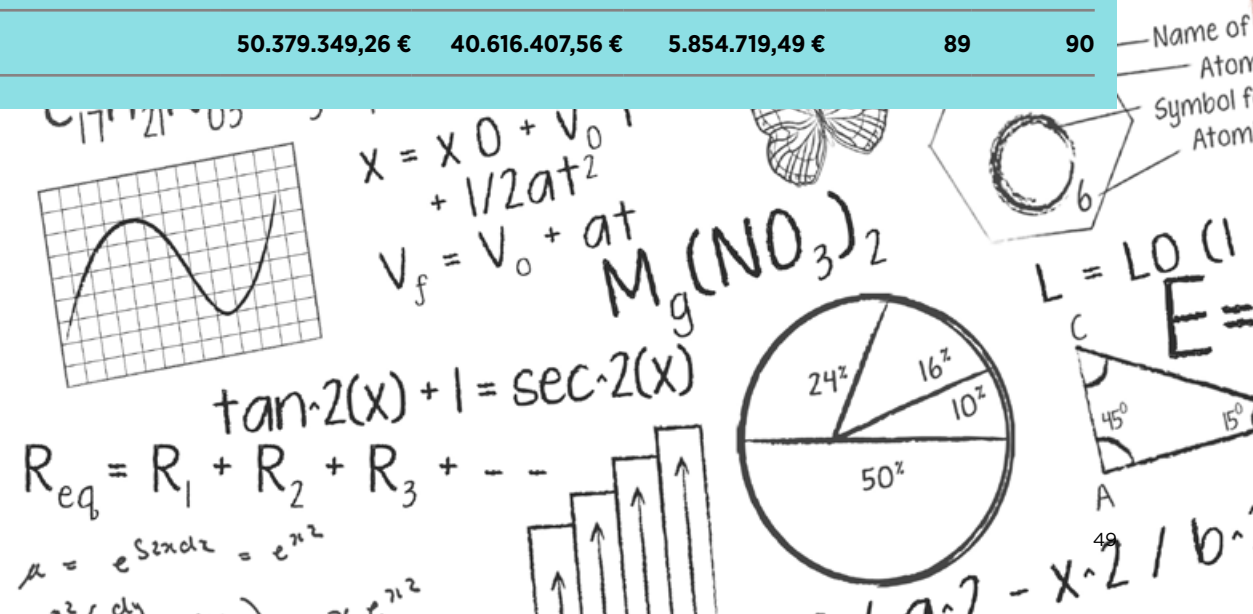 50.379.349,26 € 40.616.407,56 € 5.854.719,49 € 89 90
Name of
Symbol f
x = x 0 + V0
+ 1/2at²
Vf = V0 + at
Mg(NO3)2
L = LO (1
E=
C
6
24%
16%
10%
50%
45°
15°
A
tan^2(x) + 1 = sec^2(x)
Req = R1 + R2 + R3 + - -
49
- x^2 / b^